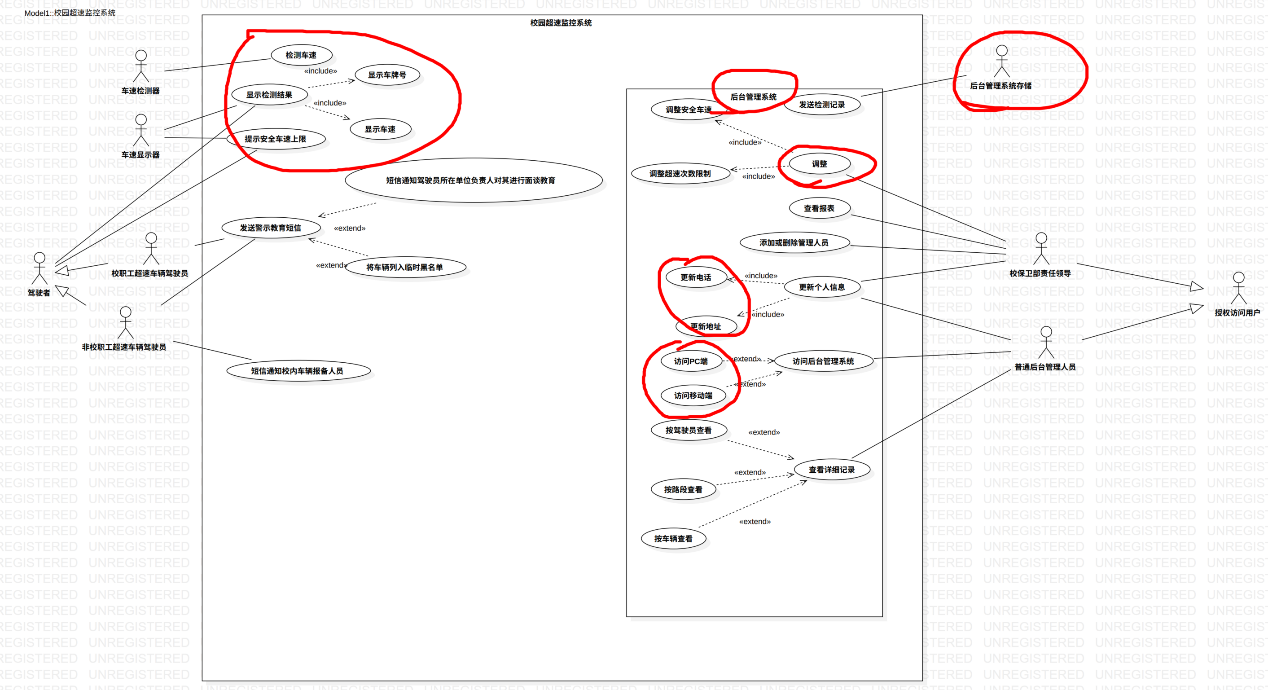 Model1::校园超速监控系统
校园超速监控系统
车速检测器
车速显示器
驾驶者
校职工超速车辆驾驶员
非校职工超速车辆驾驶员
检测车速
显示检测结果
«include»
显示车牌号
«include»
显示车速
提示安全车速上限
短信通知驾驶员所在单位负责人对其进行面谈教育
发送警示教育短信
«extend»
«extend»
将车辆列入临时黑名单
短信通知校内车辆报备人员
后台管理系统
调整安全车速
发送检测记录
«include»
调整
调整超速次数限制
«include»
查看报表
添加或删除管理人员
更新电话
«include»
更新个人信息
更新地址
«include»
访问PC端
«extend»
访问后台管理系统
访问移动端
«extend»
按驾驶员查看
«extend»
查看详细记录
按路段查看
«extend»
按车辆查看
«extend»
后台管理系统存储
校保卫部责任领导
授权访问用户
普通后台管理人员
UNREGISTERED